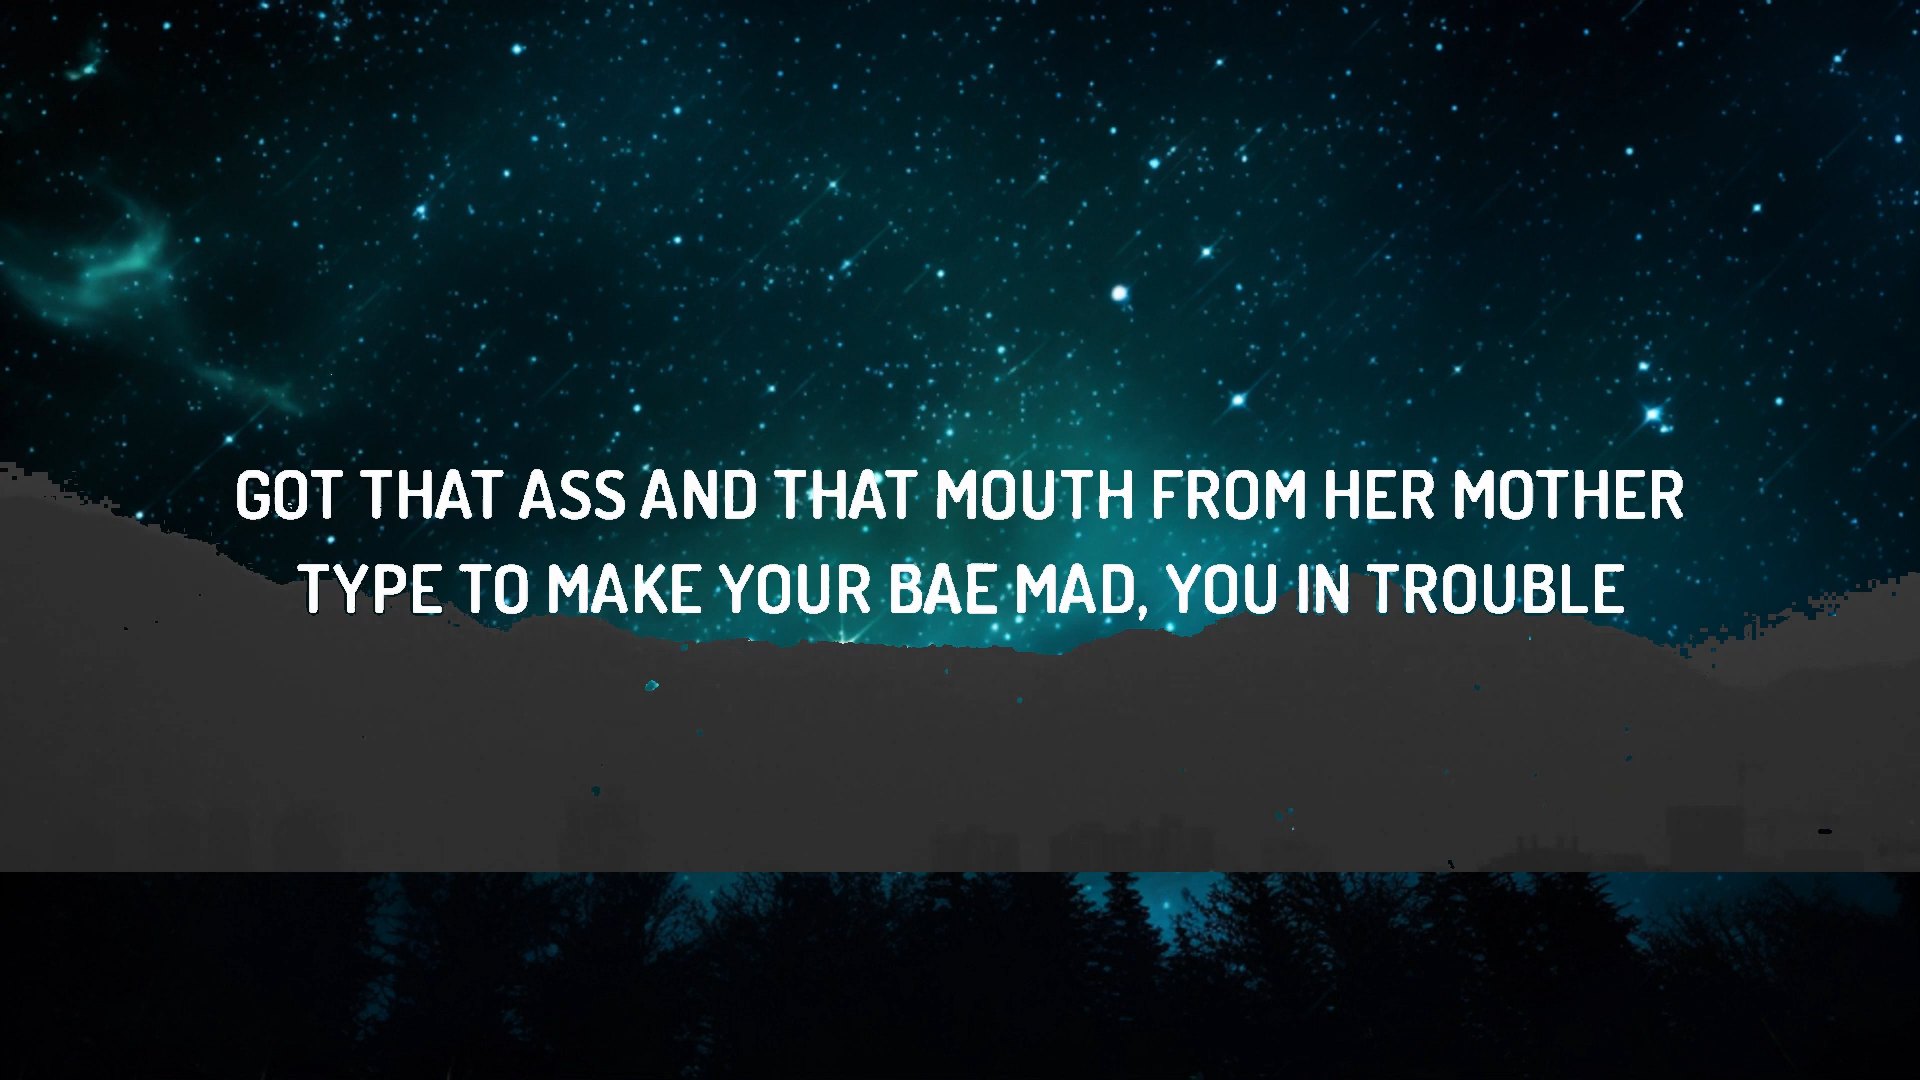 GOT THAT ASS AND THAT MOUTH FROM HER MOTHER
TYPE TO MAKE YOUR BAE MAD, YOU IN TROUBLE